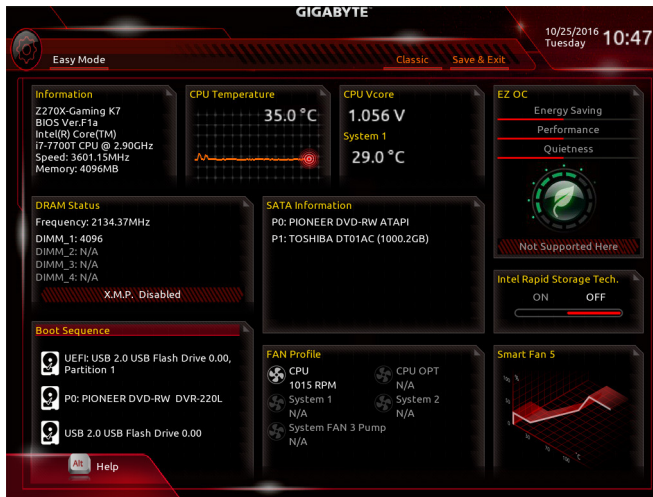 GIGABYTE
10/25/2016
Tuesday
10:47
Easy Mode
Classic
Save & Exit
Information
Z270X-Gaming K7
BIOS Ver.F1a
Intel(R) Core(TM)
i7-7700T CPU @ 2.90GHz
Speed: 3601.15MHz
Memory: 4096MB
CPU Temperature
35.0 °C
CPU Vcore
1.056 V
System 1
29.0 °C
EZ OC
Energy Saving
Performance
Quietness
Not Supported Here
DRAM Status
Frequency: 2134.37MHz
DIMM_1: 4096
DIMM_2: N/A
DIMM_3: N/A
DIMM_4: N/A
X.M.P. Disabled
SATA Information
P0: PIONEER DVD-RW ATAPI
P1: TOSHIBA DT01AC (1000.2GB)
Intel Rapid Storage Tech.
ON OFF
Boot Sequence
UEFI: USB 2.0 USB Flash Drive 0.00,
Partition 1
P0: PIONEER DVD-RW DVR-220L
USB 2.0 USB Flash Drive 0.00
FAN Profile
CPU
1015 RPM
CPU OPT
N/A
System 1
N/A
System 2
N/A
System FAN 3 Pump
N/A
Smart Fan 5
100
50
0
50
70
100
°C
Alt
Help